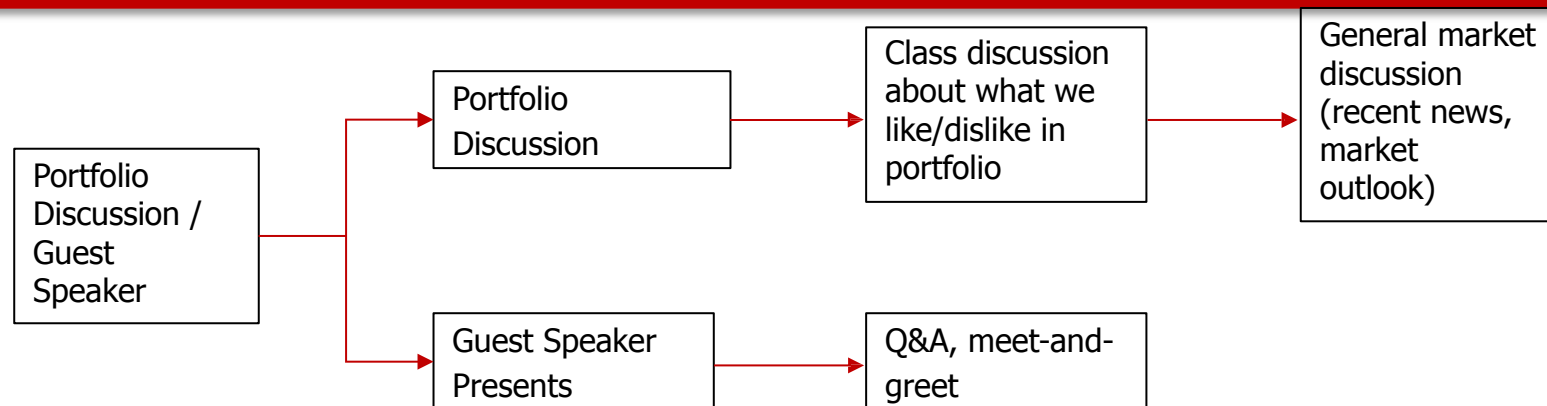 Portfolio
Discussion /
Guest
Speaker
Portfolio
Discussion
Class discussion
about what we
like/dislike in
portfolio
General market
discussion
(recent news,
market
outlook)
Guest Speaker
Presents
Q&A, meet-and-
greet